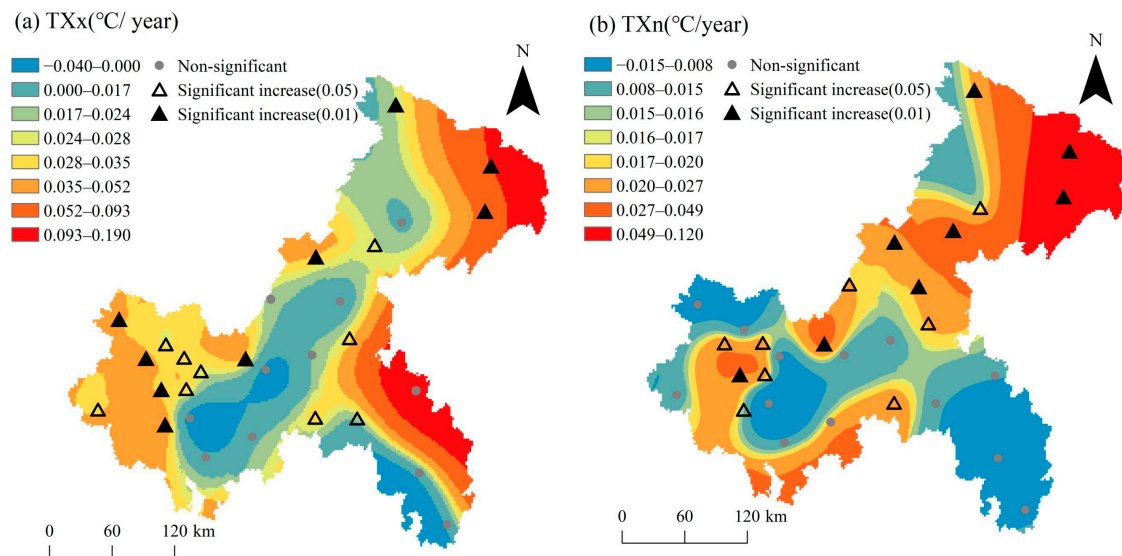 (a) TXx(℃/ year)
N
−0.040–0.000
Non-significant
0.000–0.017
Significant increase(0.05)
0.017–0.024
Significant increase(0.01)
0.024–0.028
0.028–0.035
0.035–0.052
0.052–0.093
0.093–0.190
0 60 120 km
(b) TXn(℃/year)
N
−0.015–0.008
Non-significant
0.008–0.015
Significant increase(0.05)
0.015–0.016
Significant increase(0.01)
0.016–0.017
0.017–0.020
0.020–0.027
0.027–0.049
0.049–0.120
0 60 120 km